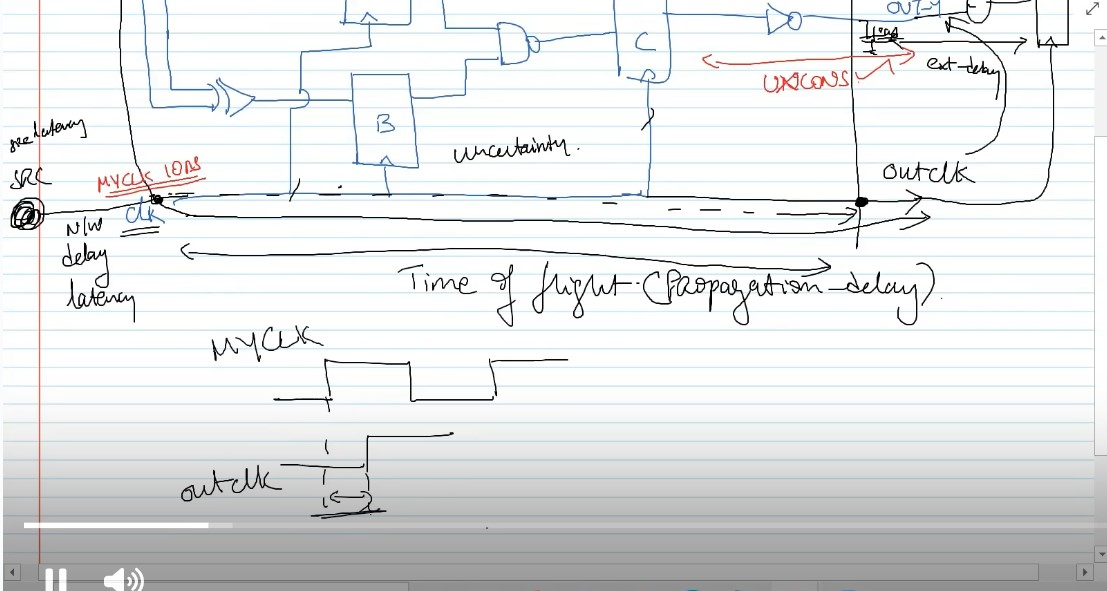 OUT-Y
Load
C
ext-delay
UNCONS
B
src latency
uncertainty.
SRC
MYCLK 10NS
outclk
clk
N/W
delay
latency
Time of flight. (Propagation-delay).
MYCLK
outclk